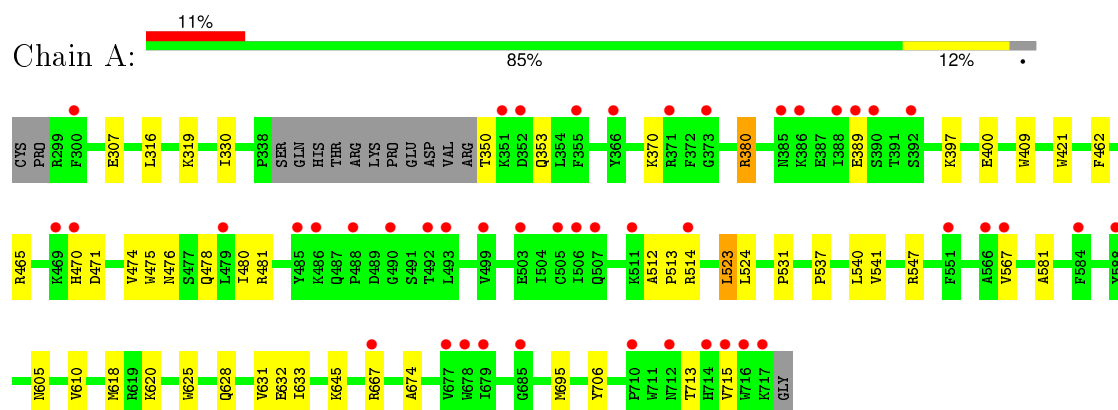 11%
Chain A:
85% 12% •
CYS PRO R299 F300 E307 L316 K319 I330 P338 SER GLN HIS THR ARG LYS PRO GLU ASP VAL ARG T350 K351 D352 Q353 L354 F355 Y366 K370 R371 F372 G373 R380 N385 K386 E387 I388 E389 S390 T391 S392 K397 E400 W409 W421 F462
R465 K469 H470 D471 V474 W475 N476 S477 Q478 L479 I480 R481 Y485 K486 Q487 P488 D489 G490 S491 T492 L493 V499 E503 I504 C505 I506 Q507 K511 A512 P513 R514 L523 L524 P531 P537 L540 V541 R547 F551 A566 V567 A581 F584 Y588
N605 V610 M618 R619 K620 W625 Q628 V631 E632 I633 K645 R667 A674 V677 W678 I679 G685 M695 Y706 P710 W711 N712 T713 H714 V715 W716 K717 GLY